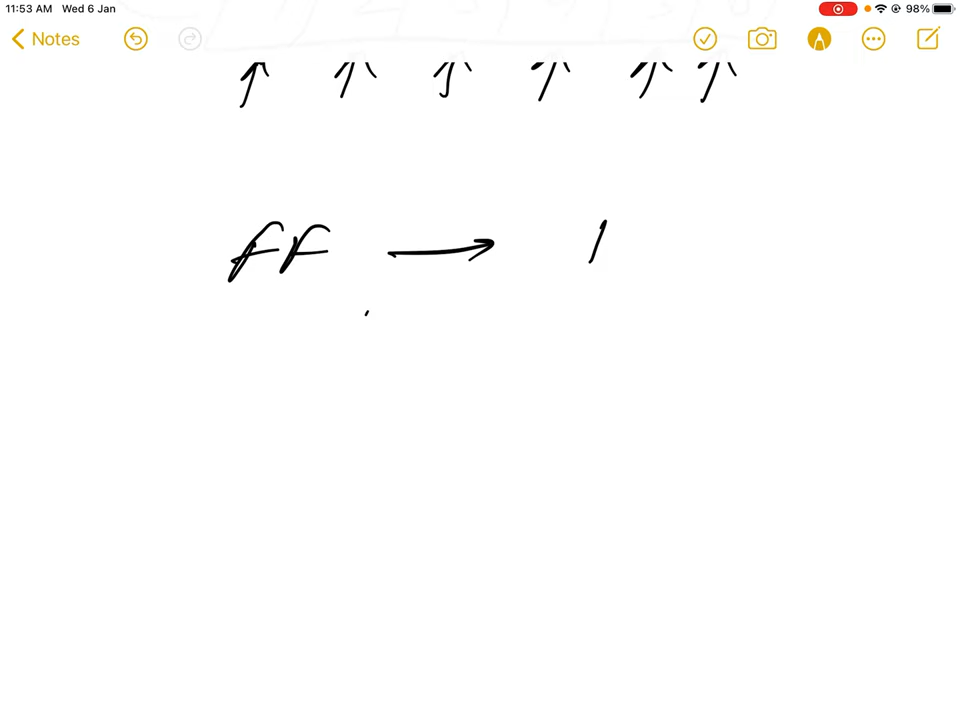 11:53 AM Wed 6 Jan 98%
Notes
↑ ↑ ↑ ↑ ↑ ↑
FF → 1